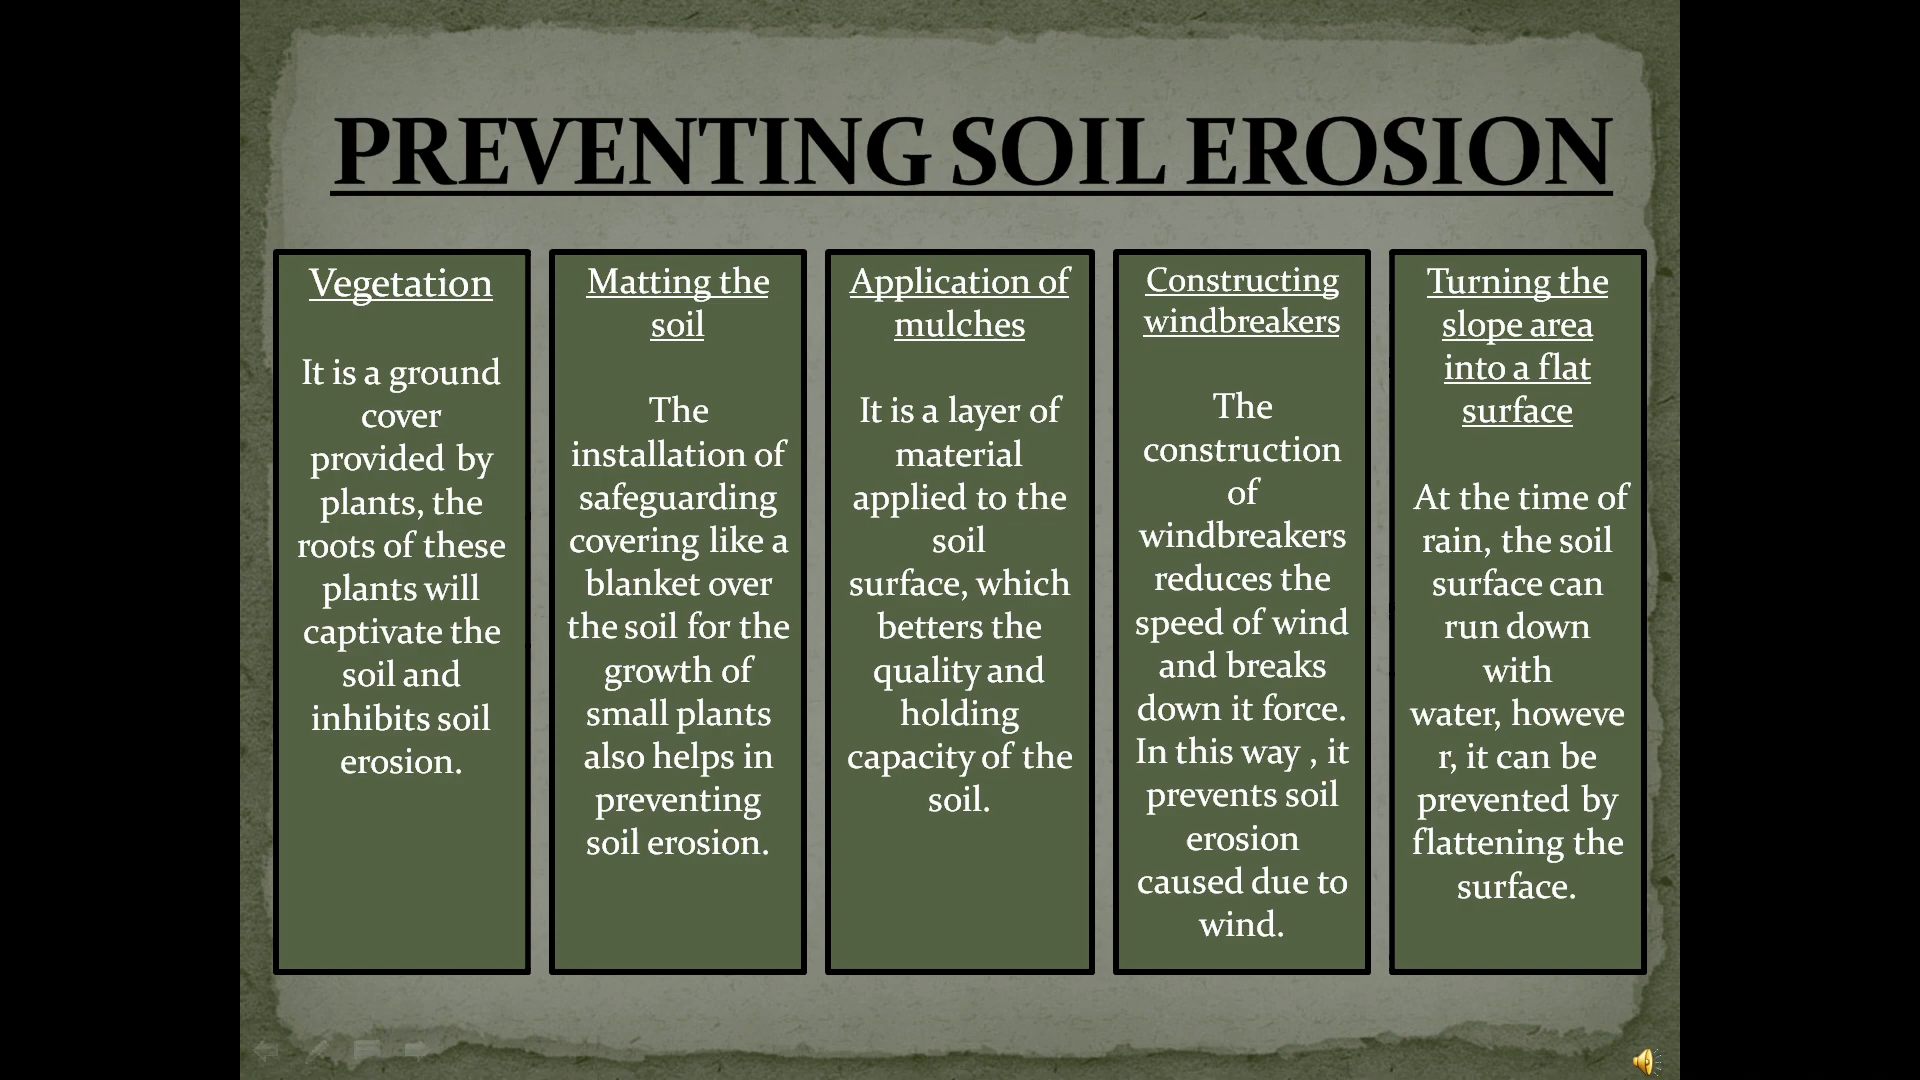 PREVENTING SOIL EROSION
Vegetation
It is a ground
cover
provided by
plants, the
roots of these
plants will
captivate the
soil and
inhibits soil
erosion.
Matting the
soil
The
installation of
safeguarding
covering like a
blanket over
the soil for the
growth of
small plants
also helps in
preventing
soil erosion.
Application of
mulches
It is a layer of
material
applied to the
soil
surface, which
betters the
quality and
holding
capacity of the
soil.
Constructing
windbreakers
The
construction
of
windbreakers
reduces the
speed of wind
and breaks
down it force.
In this way , it
prevents soil
erosion
caused due to
wind.
Turning the
slope area
into a flat
surface
At the time of
rain, the soil
surface can
run down
with
water, howeve
r, it can be
prevented by
flattening the
surface.